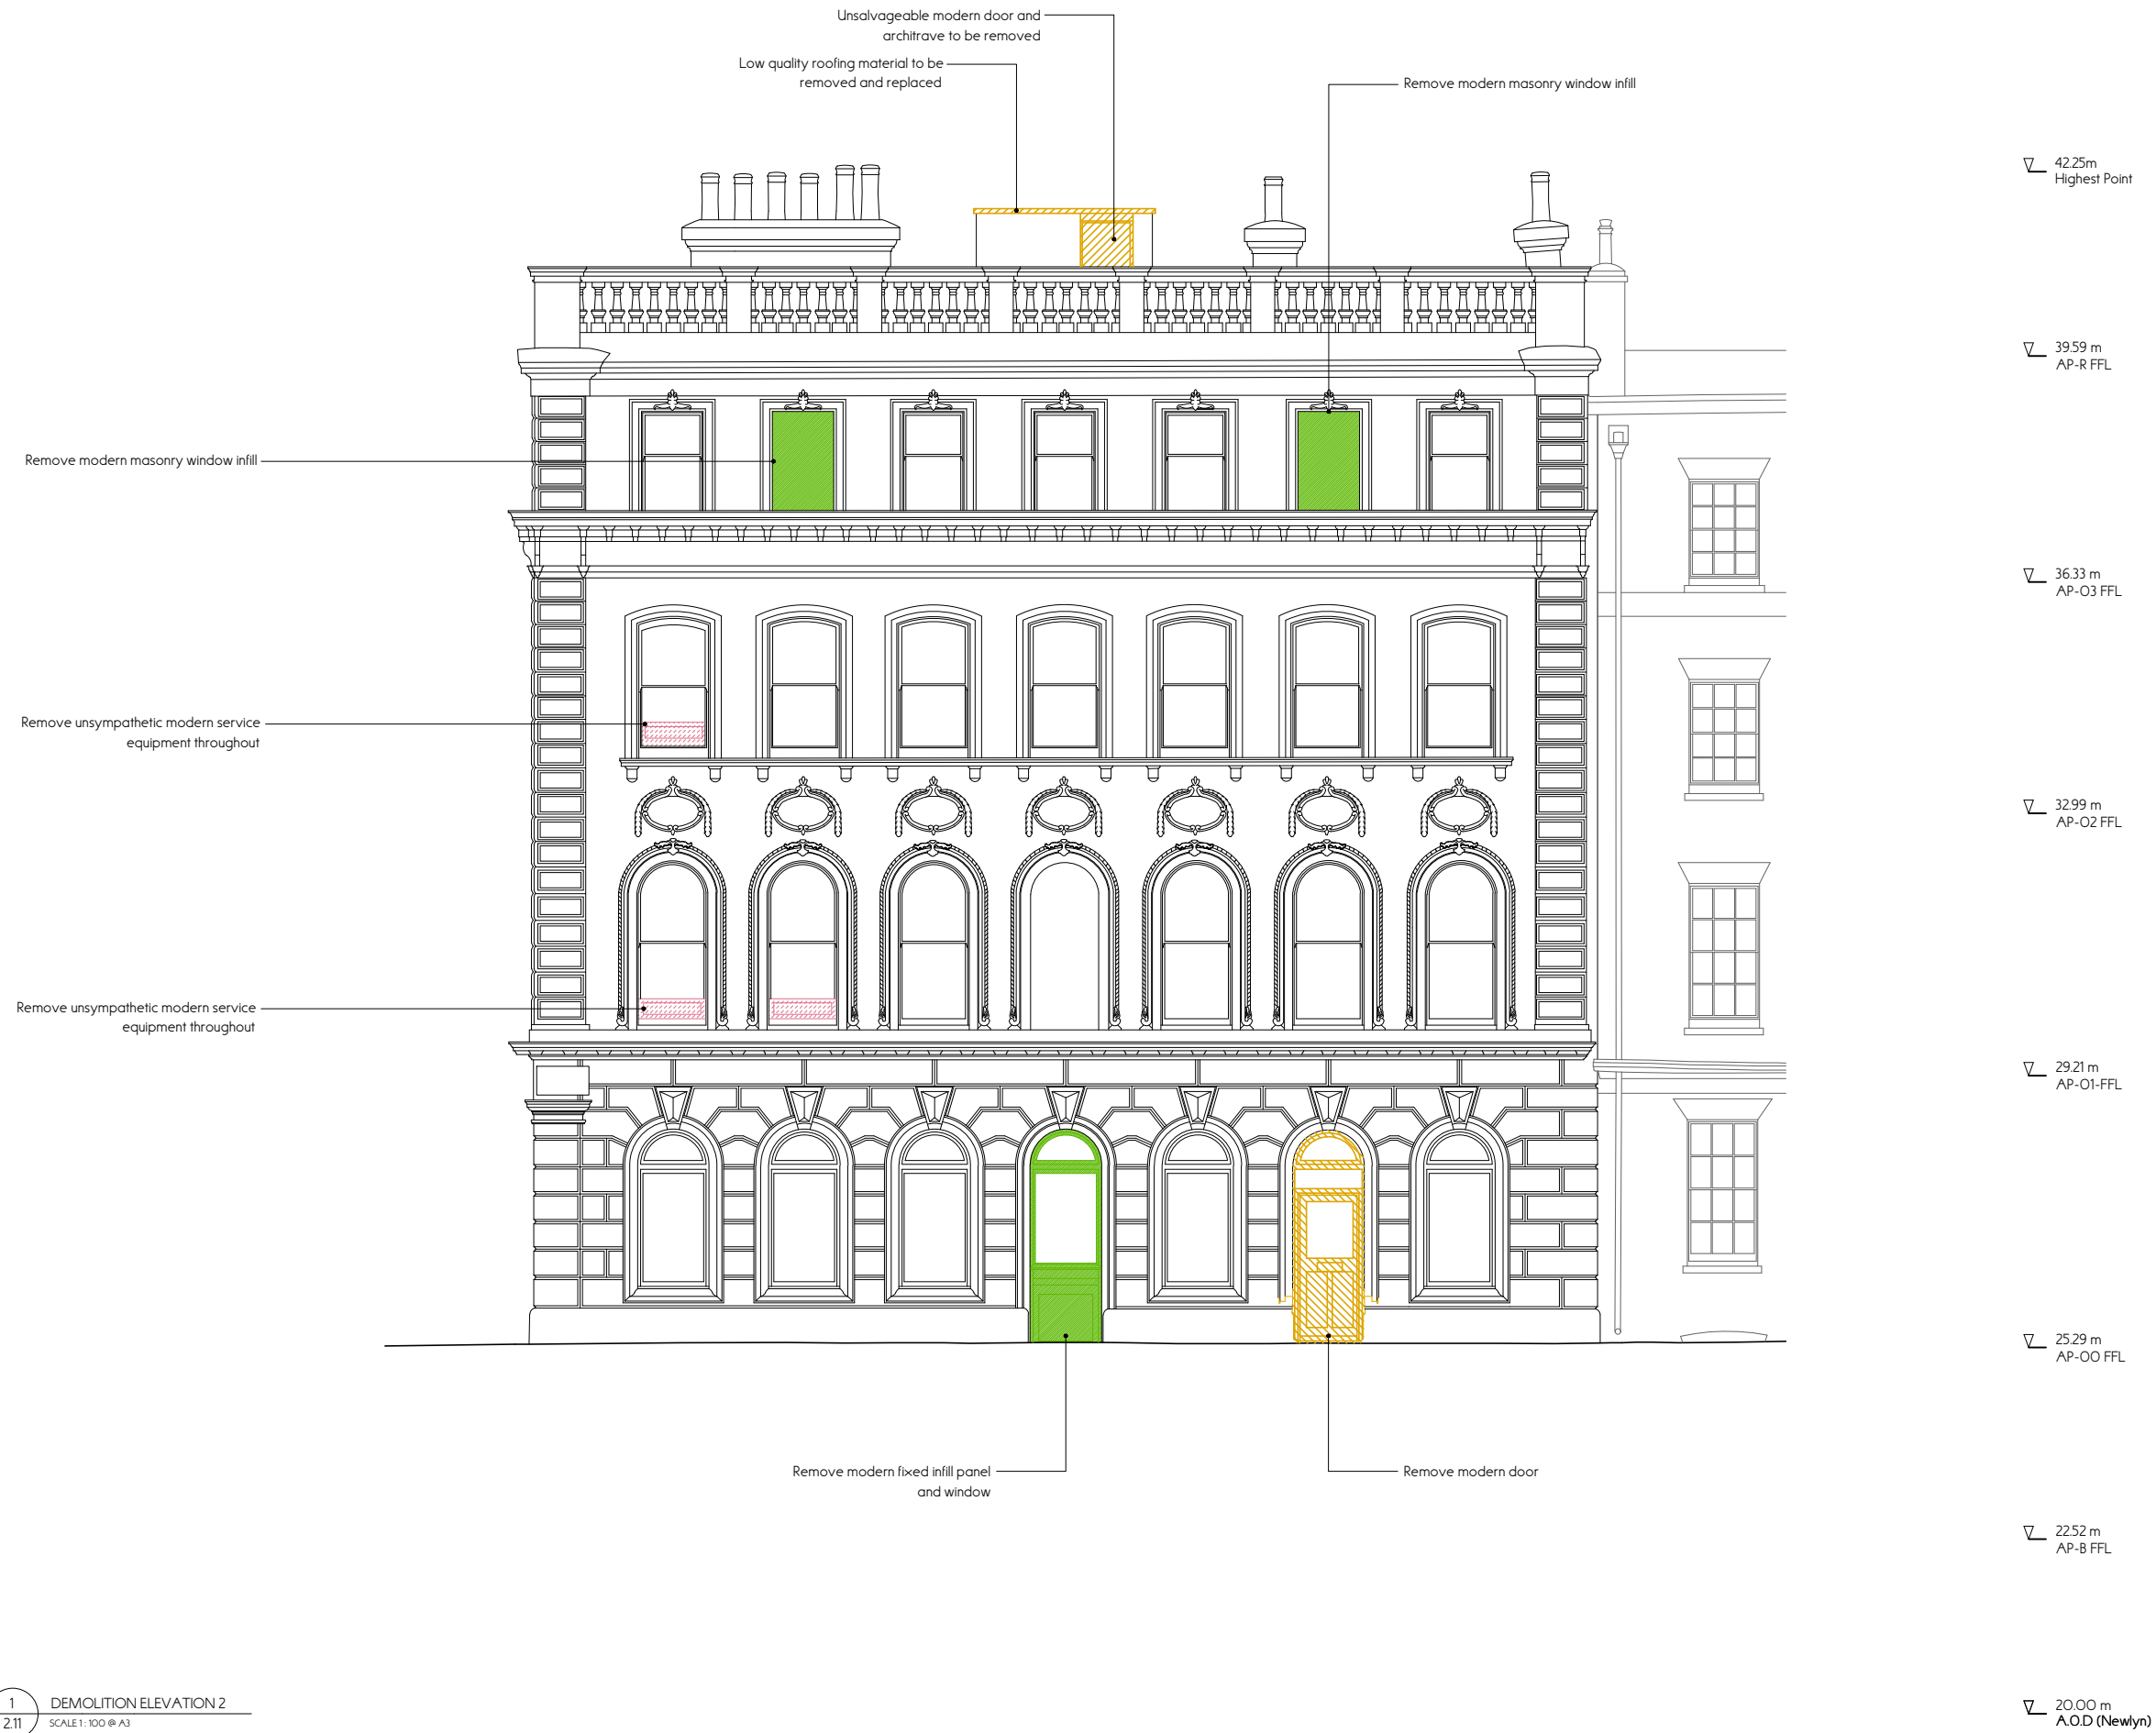 Unsalvageable modern door and
architrave to be removed
Low quality roofing material to be
removed and replaced
Remove modern masonry window infill
42.25m
Highest Point
39.59 m
AP-R FFL
Remove modern masonry window infill
36.33 m
AP-03 FFL
Remove unsympathetic modern service
equipment throughout
32.99 m
AP-02 FFL
Remove unsympathetic modern service
equipment throughout
29.21 m
AP-01-FFL
25.29 m
AP-00 FFL
Remove modern fixed infill panel
and window
Remove modern door
22.52 m
AP-B FFL
1
2.11
DEMOLITION ELEVATION 2
SCALE 1 : 100 @ A3
20.00 m
A.O.D (Newlyn)